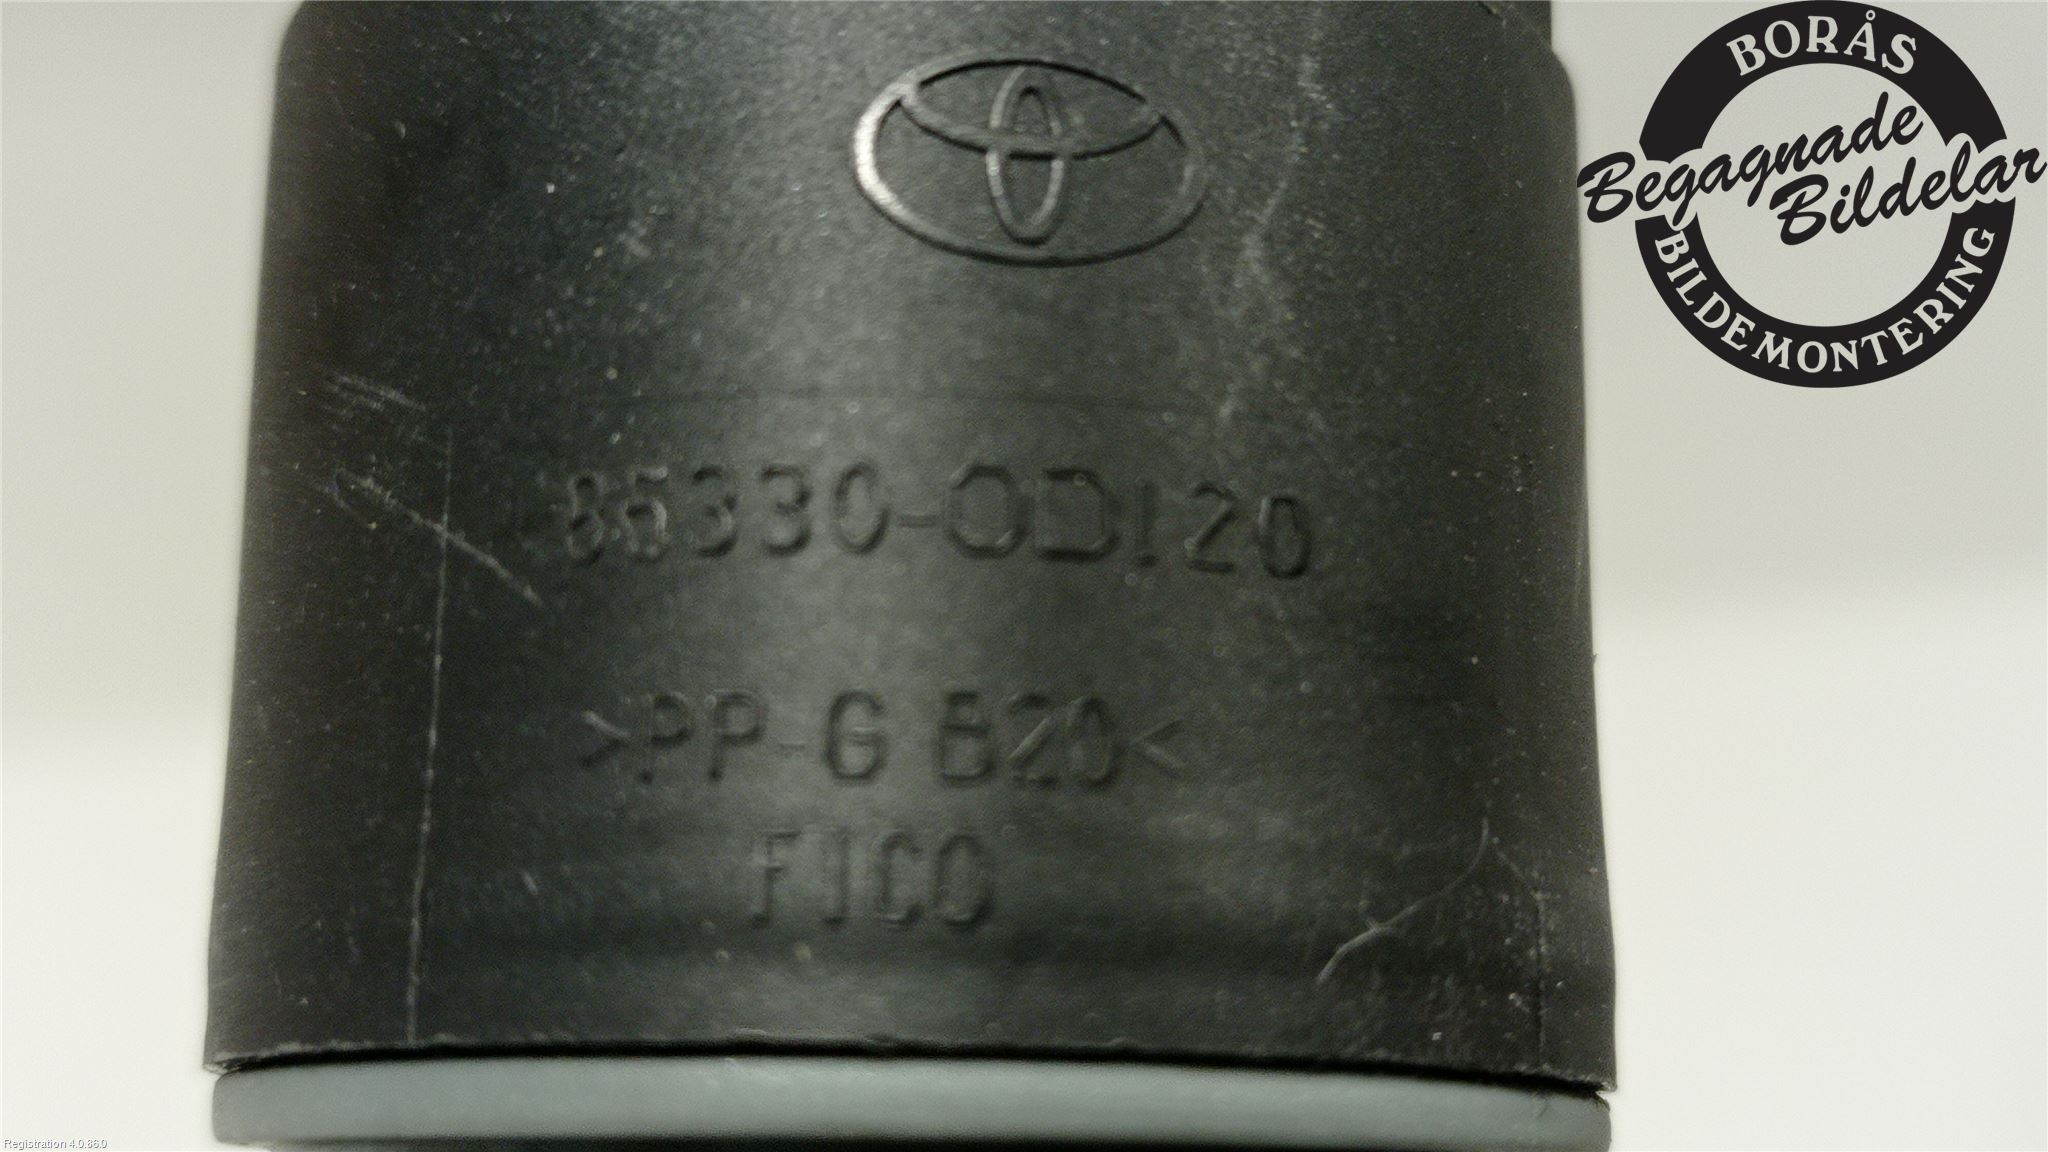 BORÅS
Begagnade
Bildelar
BILDEMONTERING
85330-0D120
>PP-G B20<
FICO
Registration 4.0.86.0